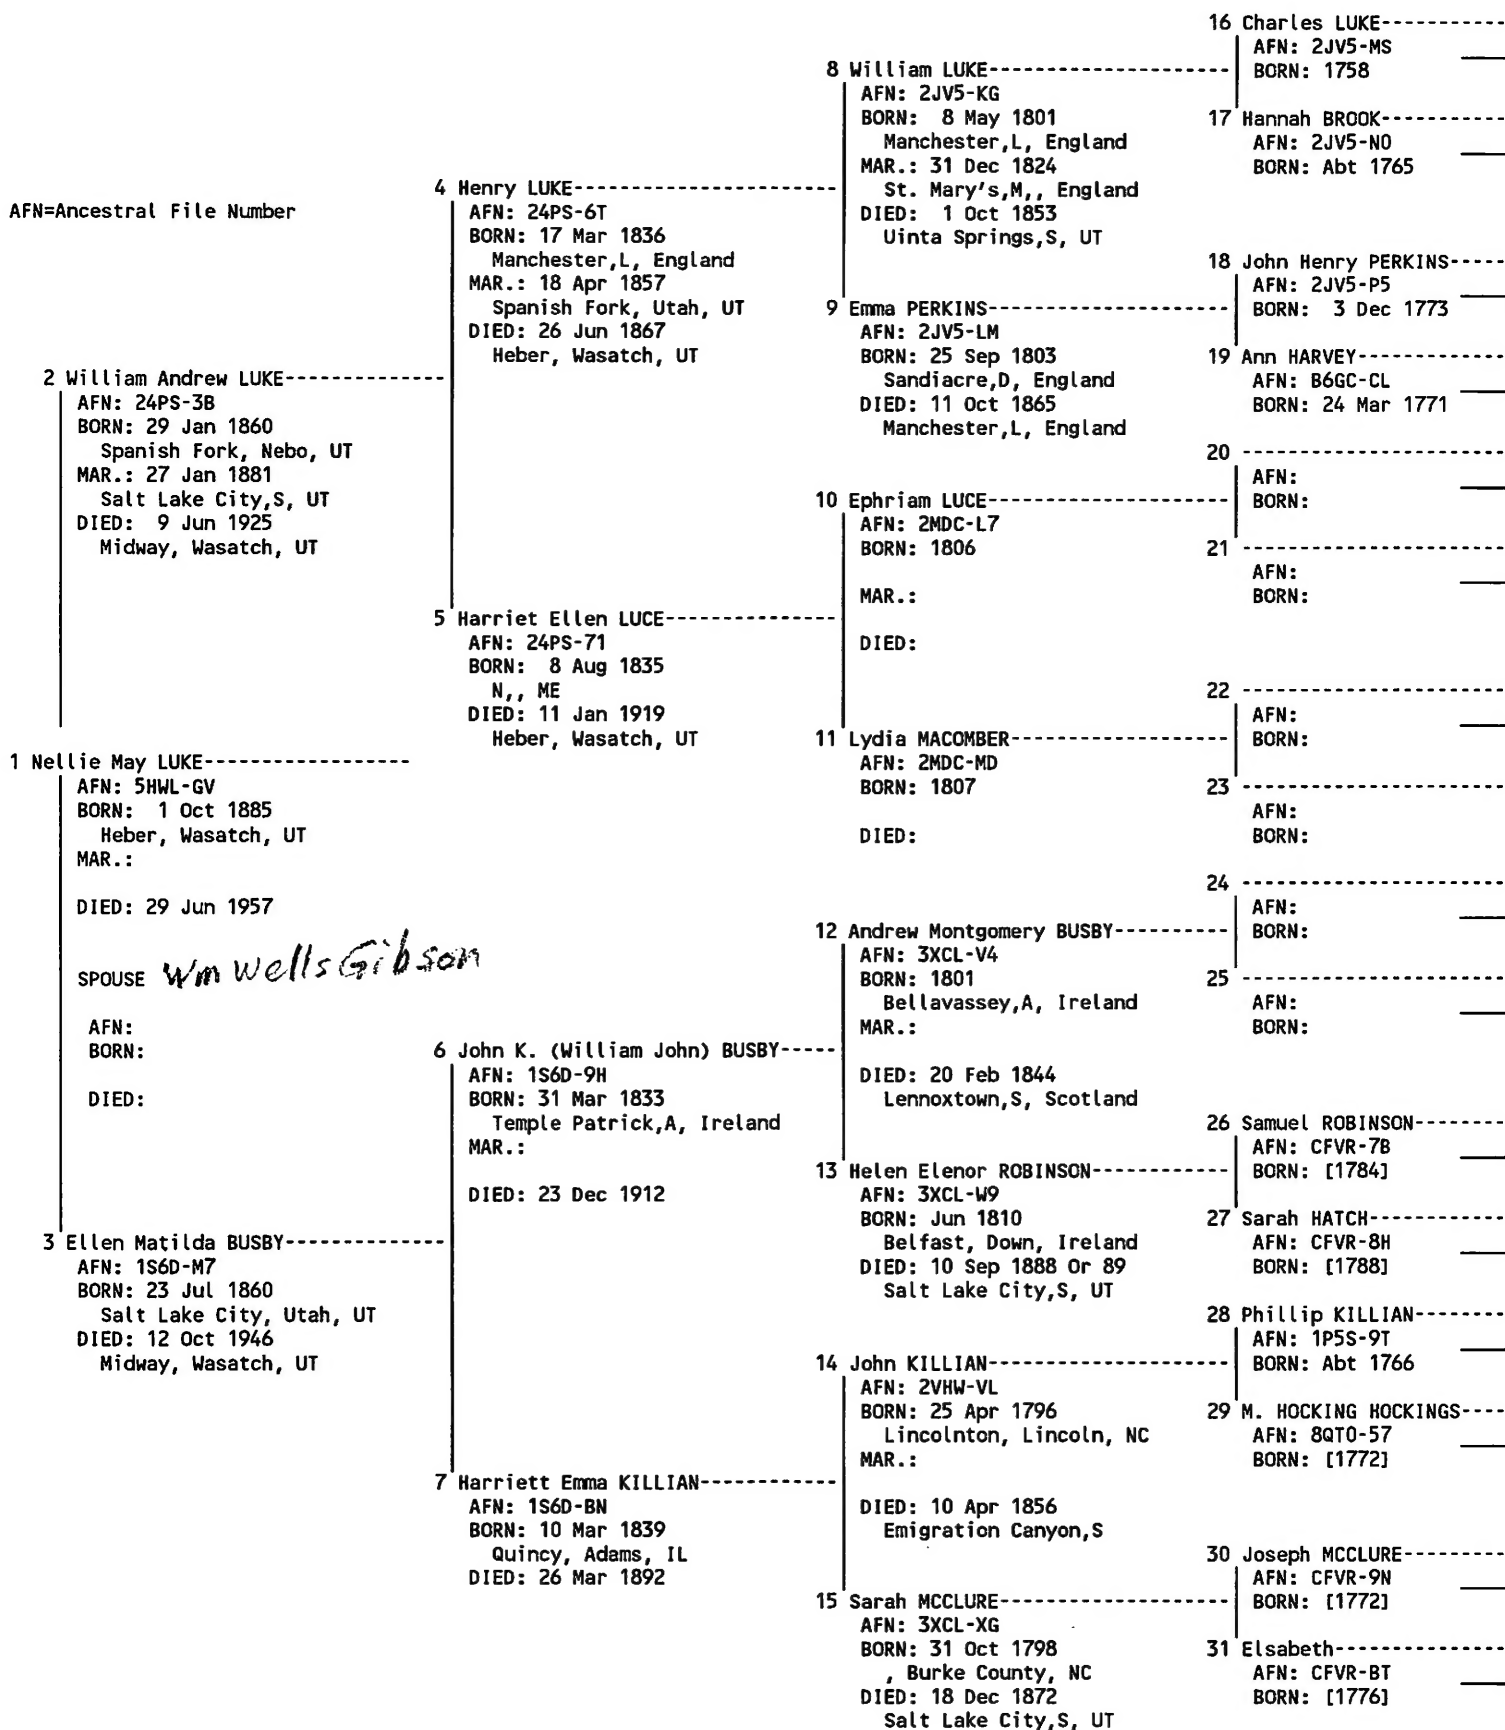 AFN=Ancestral File Number
1 Nellie May LUKE-----------------
AFN: 5HWL-GV
BORN: 1 Oct 1885
Heber, Wasatch, UT
MAR.:
DIED: 29 Jun 1957
SPOUSE Wm Wells Gibson
AFN:
BORN:
DIED:
2 William Andrew LUKE-------------
AFN: 24PS-3B
BORN: 29 Jan 1860
Spanish Fork, Nebo, UT
MAR.: 27 Jan 1881
Salt Lake City,S, UT
DIED: 9 Jun 1925
Midway, Wasatch, UT
3 Ellen Matilda BUSBY-------------
AFN: 1S6D-M7
BORN: 23 Jul 1860
Salt Lake City, Utah, UT
DIED: 12 Oct 1946
Midway, Wasatch, UT
4 Henry LUKE----------------------
AFN: 24PS-6T
BORN: 17 Mar 1836
Manchester,L, England
MAR.: 18 Apr 1857
Spanish Fork, Utah, UT
DIED: 26 Jun 1867
Heber, Wasatch, UT
5 Harriet Ellen LUCE--------------
AFN: 24PS-71
BORN: 8 Aug 1835
N,, ME
DIED: 11 Jan 1919
Heber, Wasatch, UT
6 John K. (William John) BUSBY-----
AFN: 1S6D-9H
BORN: 31 Mar 1833
Temple Patrick,A, Ireland
MAR.:
DIED: 23 Dec 1912
7 Harriett Emma KILLIAN-----------
AFN: 1S6D-BN
BORN: 10 Mar 1839
Quincy, Adams, IL
DIED: 26 Mar 1892
8 William LUKE--------------------
AFN: 2JV5-KG
BORN: 8 May 1801
Manchester,L, England
MAR.: 31 Dec 1824
St. Mary's,M,, England
DIED: 1 Oct 1853
Uinta Springs,S, UT
9 Emma PERKINS--------------------
AFN: 2JV5-LM
BORN: 25 Sep 1803
Sandiacre,D, England
DIED: 11 Oct 1865
Manchester,L, England
10 Ephriam LUCE--------------------
AFN: 2MDC-L7
BORN: 1806
MAR.:
DIED:
11 Lydia MACOMBER------------------
AFN: 2MDC-MD
BORN: 1807
DIED:
12 Andrew Montgomery BUSBY---------
AFN: 3XCL-V4
BORN: 1801
Bellavassey,A, Ireland
MAR.:
DIED: 20 Feb 1844
Lennoxtown,S, Scotland
13 Helen Elenor ROBINSON-----------
AFN: 3XCL-W9
BORN: Jun 1810
Belfast, Down, Ireland
DIED: 10 Sep 1888 Or 89
Salt Lake City,S, UT
14 John KILLIAN--------------------
AFN: 2VHW-VL
BORN: 25 Apr 1796
Lincolnton, Lincoln, NC
MAR.:
DIED: 10 Apr 1856
Emigration Canyon,S
15 Sarah MCCLURE-------------------
AFN: 3XCL-XG
BORN: 31 Oct 1798
, Burke County, NC
DIED: 18 Dec 1872
Salt Lake City,S, UT
16 Charles LUKE-----------
AFN: 2JV5-MS
BORN: 1758
17 Hannah BROOK-----------
AFN: 2JV5-N0
BORN: Abt 1765
18 John Henry PERKINS-----
AFN: 2JV5-P5
BORN: 3 Dec 1773
19 Ann HARVEY-------------
AFN: B6GC-CL
BORN: 24 Mar 1771
20 -----------------------
AFN:
BORN:
21 -----------------------
AFN:
BORN:
22 -----------------------
AFN:
BORN:
23 -----------------------
AFN:
BORN:
24 -----------------------
AFN:
BORN:
25 -----------------------
AFN:
BORN:
26 Samuel ROBINSON--------
AFN: CFVR-7B
BORN: [1784]
27 Sarah HATCH------------
AFN: CFVR-8H
BORN: [1788]
28 Phillip KILLIAN--------
AFN: 1P5S-9T
BORN: Abt 1766
29 M. HOCKING HOCKINGS----
AFN: 8QT0-57
BORN: [1772]
30 Joseph MCCLURE---------
AFN: CFVR-9N
BORN: [1772]
31 Elsabeth---------------
AFN: CFVR-BT
BORN: [1776]